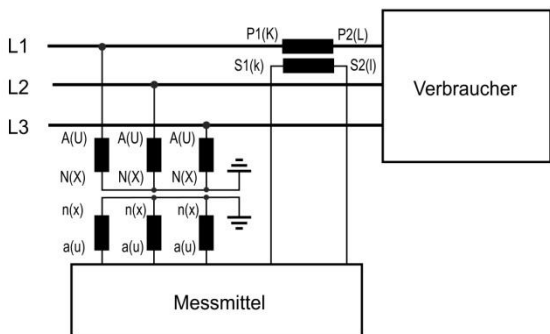 P1(K) P2(L)
L1
S1(k) S2(l)
L2
Verbraucher
L3
A(U) A(U) A(U)
N(X) N(X) N(X)
n(x) n(x) n(x)
a(u) a(u) a(u)
Messmittel